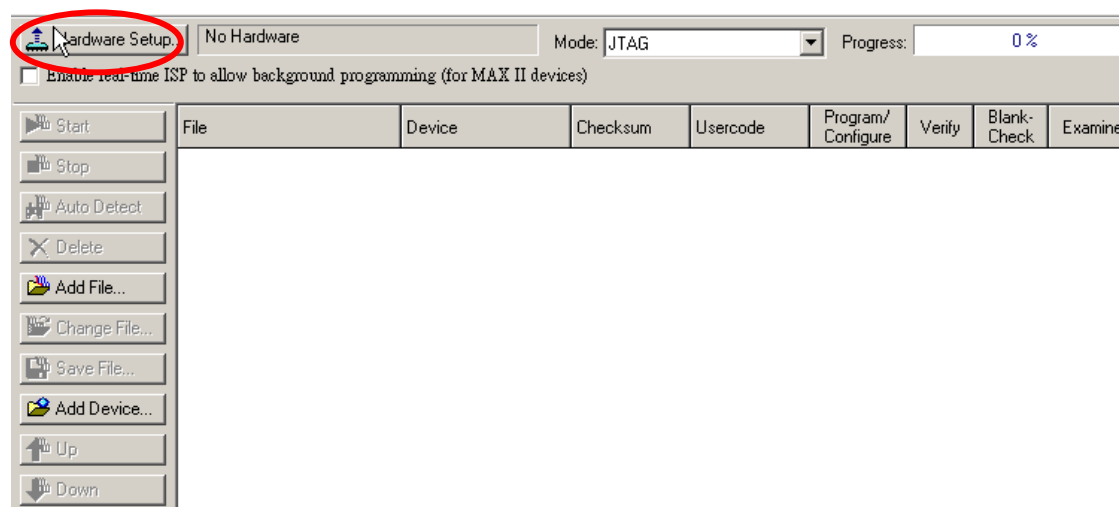 Hardware Setup... No Hardware Mode: JTAG Progress: 0 %
Enable real-time ISP to allow background programming (for MAX II devices)
Start File Device Checksum Usercode Program/ Configure Verify Blank- Check Examine
Stop
Auto Detect
Delete
Add File...
Change File...
Save File...
Add Device...
Up
Down